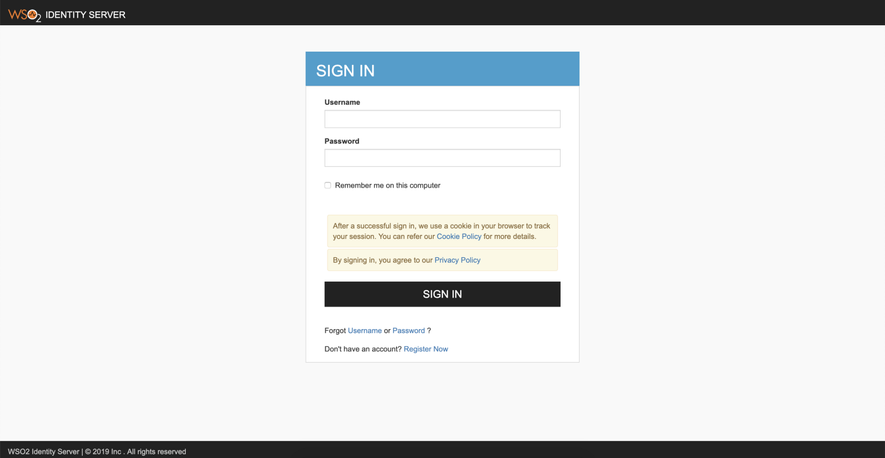 WSO2 IDENTITY SERVER
SIGN IN
Username
Password
Remember me on this computer
After a successful sign in, we use a cookie in your browser to track
your session. You can refer our Cookie Policy for more details.
By signing in, you agree to our Privacy Policy
SIGN IN
Forgot Username or Password ?
Don't have an account? Register Now
WSO2 Identity Server | © 2019 Inc . All rights reserved